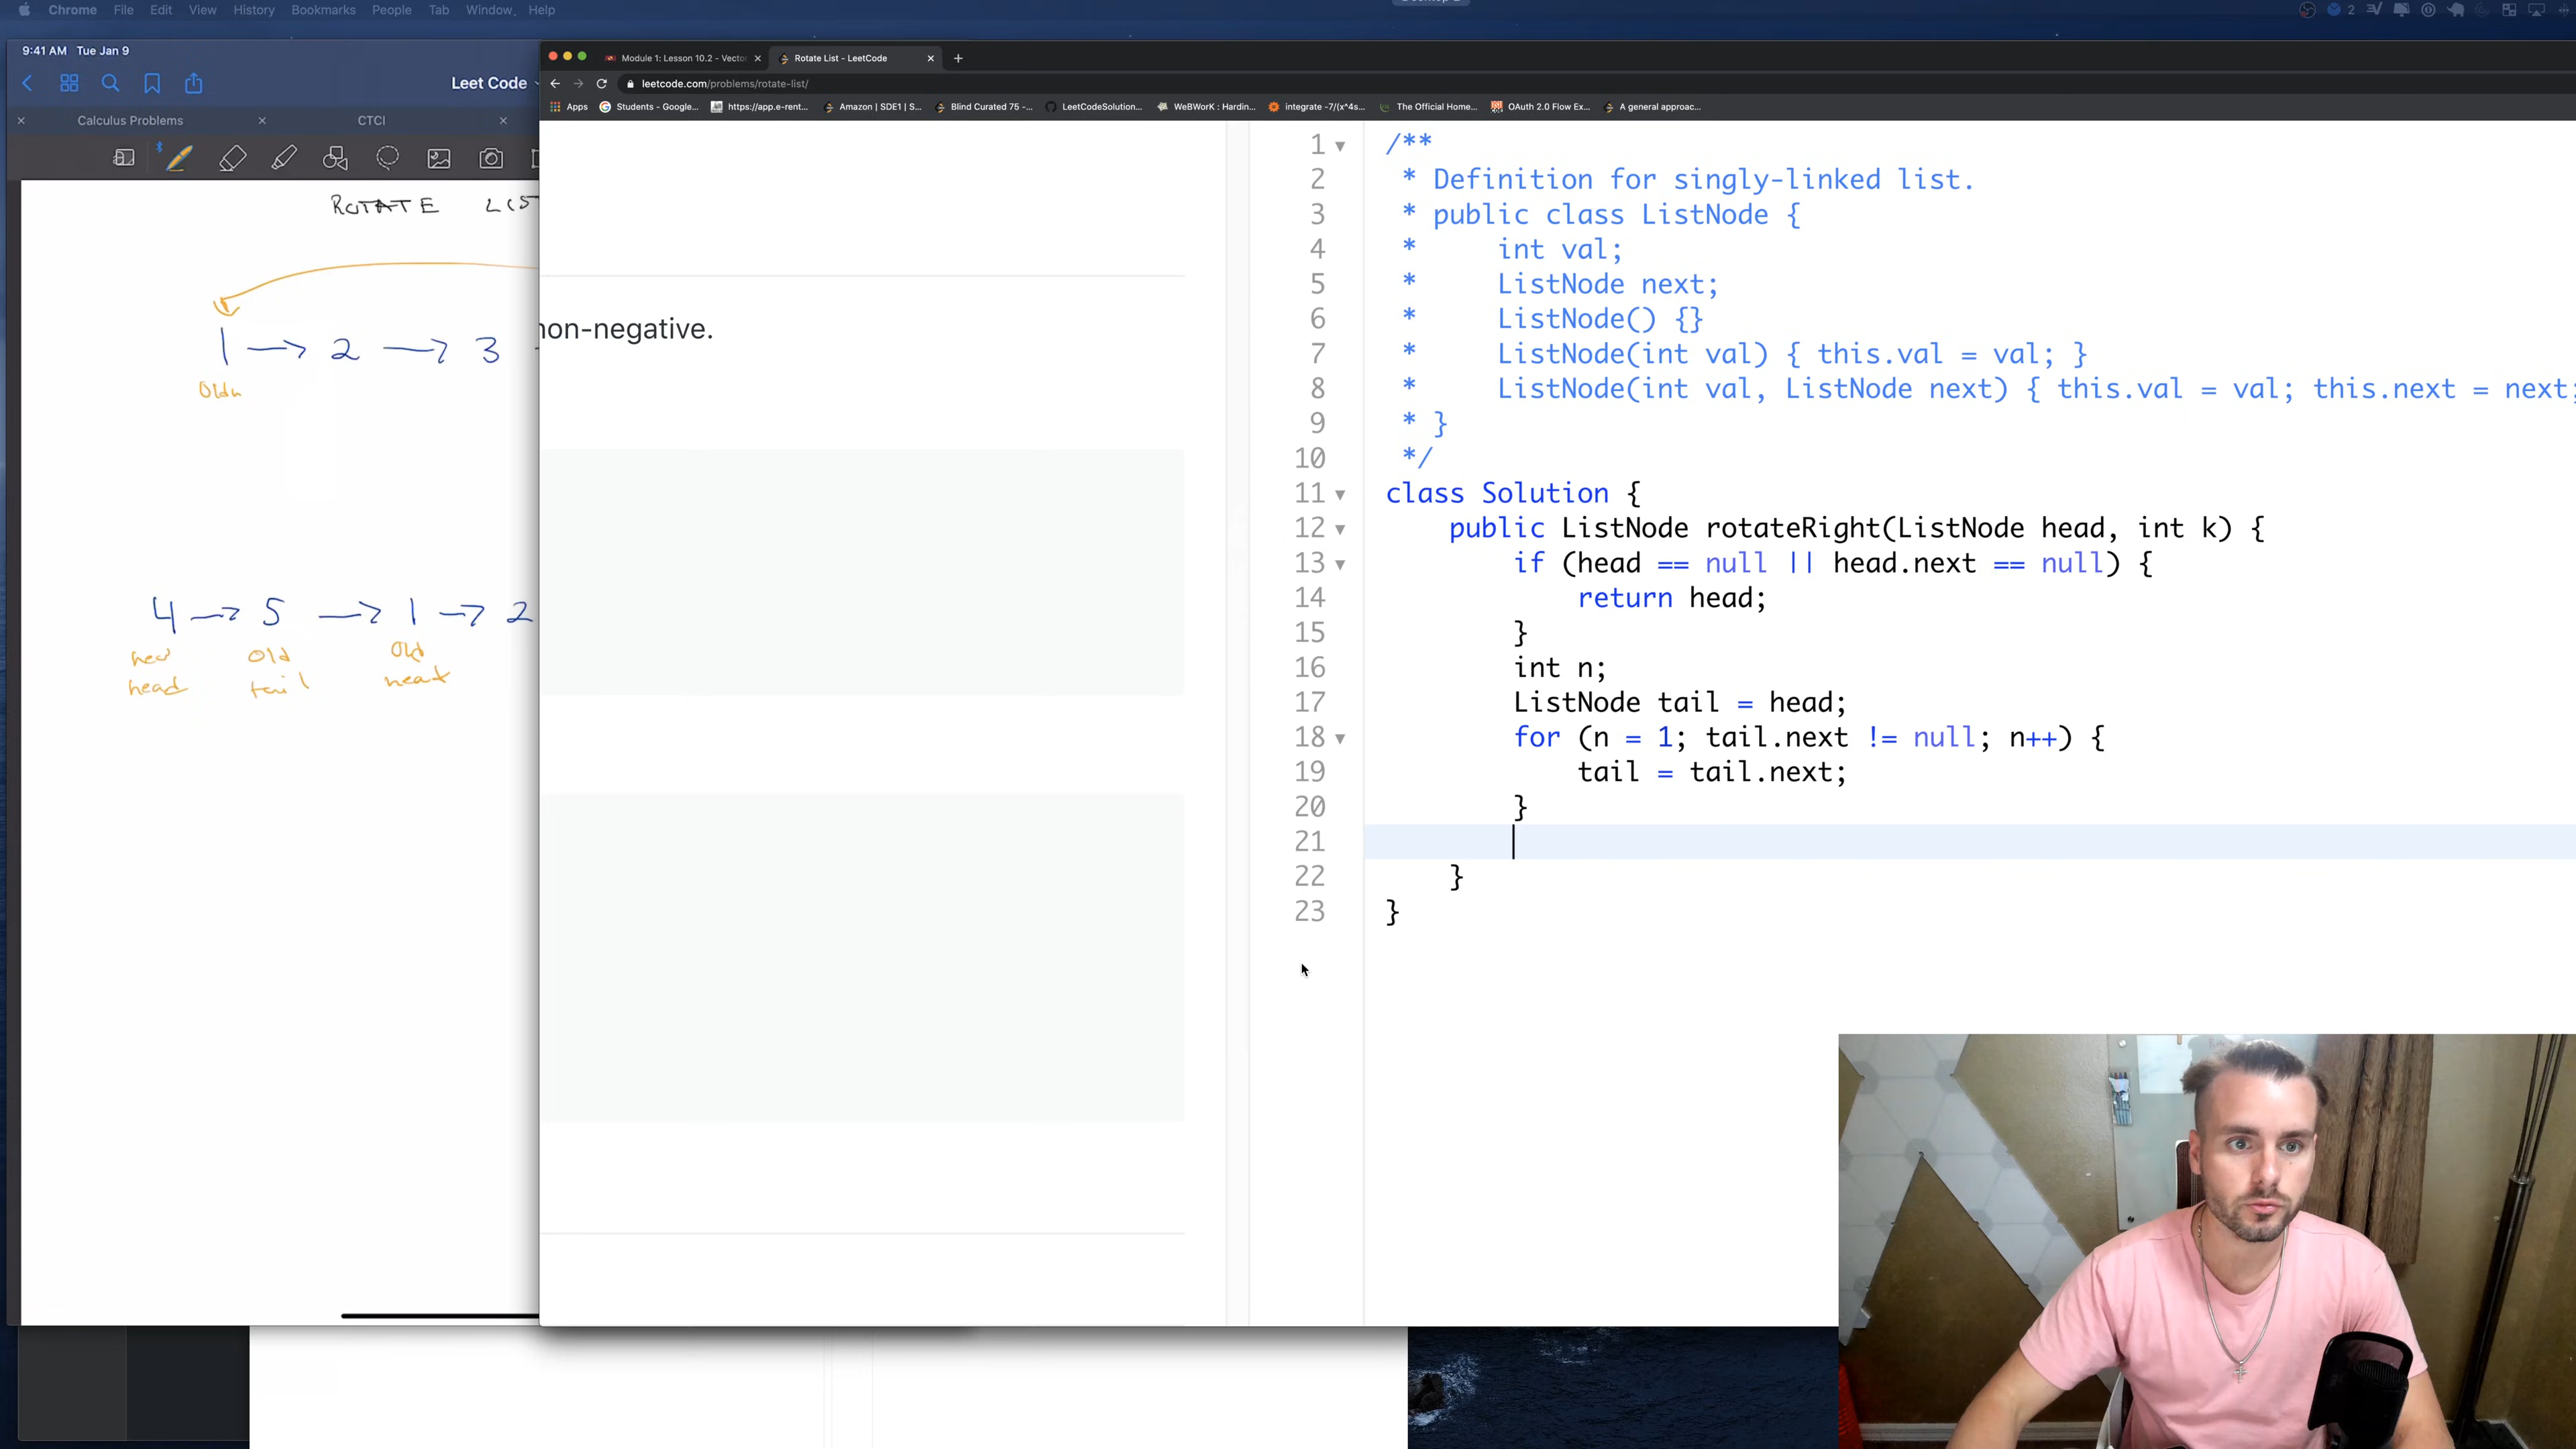 Chrome File Edit View History Bookmarks People Tab Window Help
2
9:41 AM Tue Jan 9
Leet Code
Calculus Problems
CTCI
ROTATE LIST
1 → 2 → 3
Oldh
4 → 5 → 1 → 2
new head
old tail
old head
Module 1: Lesson 10.2 - Vector
Rotate List - LeetCode
leetcode.com/problems/rotate-list/
Apps Students - Google... https://app.e-rent... Amazon | SDE1 | S... Blind Curated 75 -... LeetCodeSolution... WeBWorK : Hardin... integrate -7/(x^4s... The Official Home... OAuth 2.0 Flow Ex... A general approac...
non-negative.
1 /**
2 * Definition for singly-linked list.
3 * public class ListNode {
4 *     int val;
5 *     ListNode next;
6 *     ListNode() {}
7 *     ListNode(int val) { this.val = val; }
8 *     ListNode(int val, ListNode next) { this.val = val; this.next = next;
9 * }
10 */
11 class Solution {
12     public ListNode rotateRight(ListNode head, int k) {
13         if (head == null || head.next == null) {
14             return head;
15         }
16         int n;
17         ListNode tail = head;
18         for (n = 1; tail.next != null; n++) {
19             tail = tail.next;
20         }
21
22     }
23 }